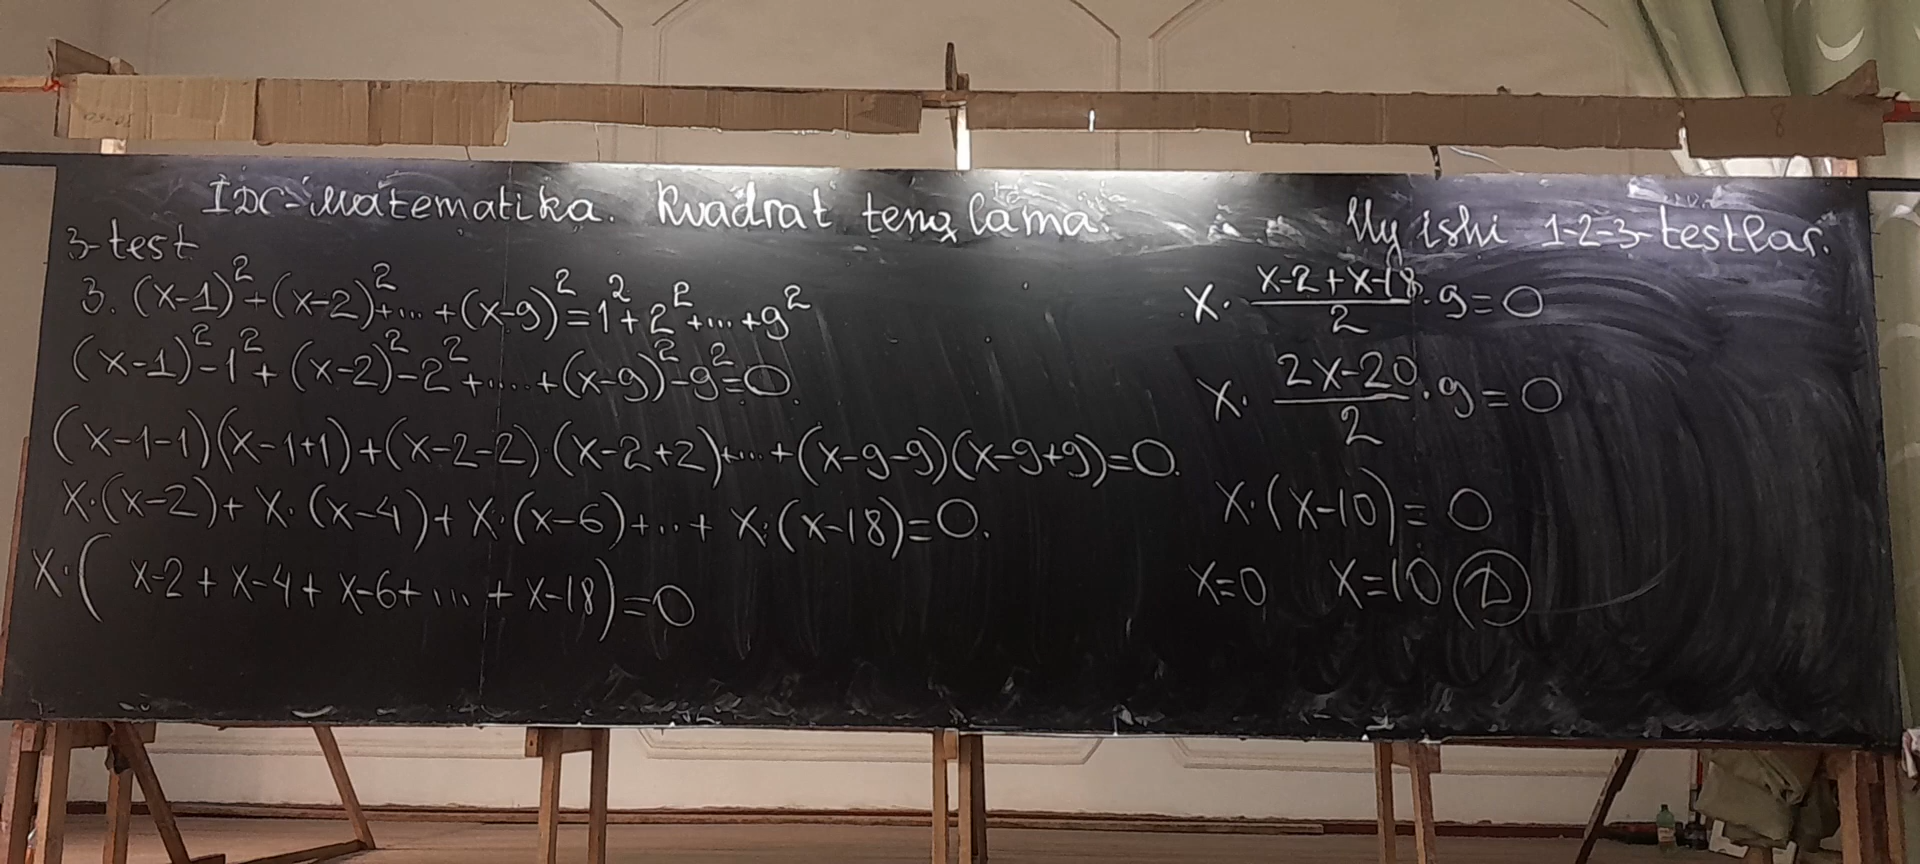 IX-matematika. Kvadrat tenglama.
Uy ishi 1-2-3-testlar.
3-test
3. (x-1)²+(x-2)²+...+(x-9)²=1²+2²+...+9²
(x-1)²-1²+(x-2)²-2²+.....+(x-9)²-9²=0.
(x-1-1)(x-1+1)+(x-2-2)·(x-2+2)+...+(x-9-9)(x-9+9)=0.
x·(x-2)+x·(x-4)+x·(x-6)+...+x·(x-18)=0.
x·(x-2+x-4+x-6+...+x-18)=0
x·(x-2+x-18)/2·9=0
x·(2x-20)/2·9=0
x·(x-10)=0
x=0 x=10 D